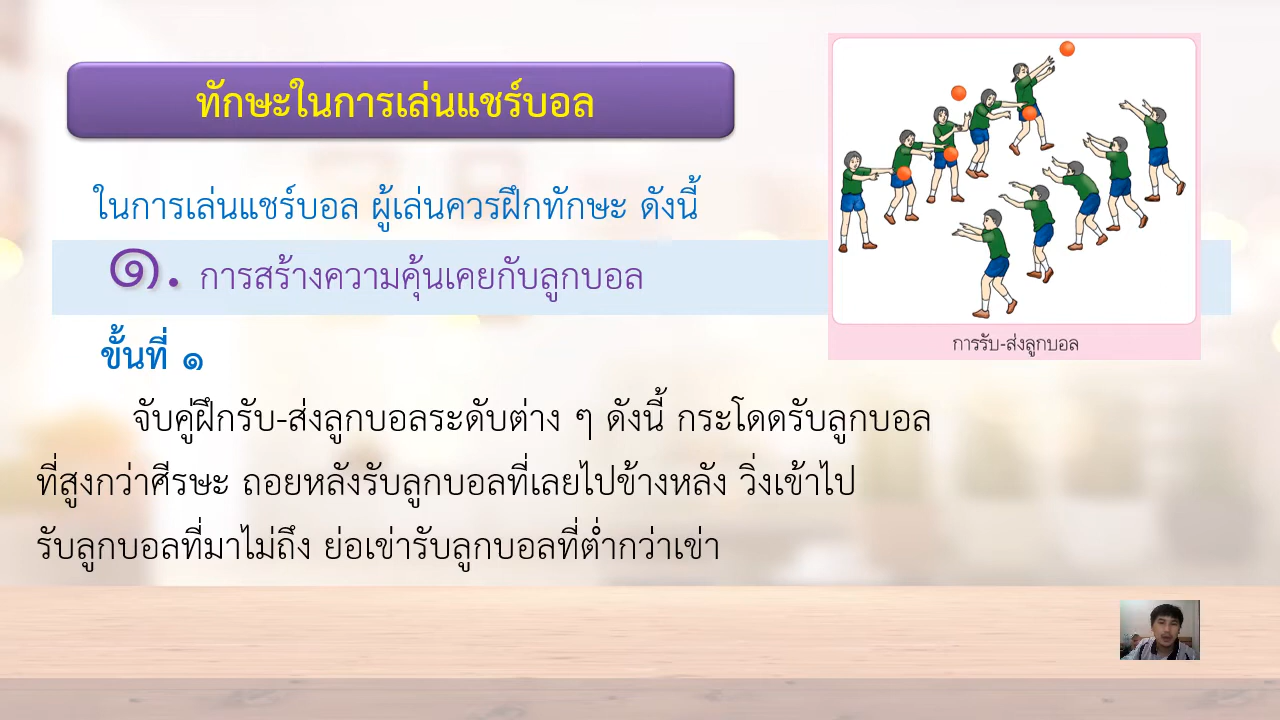 ทักษะในการเล่นแชร์บอล
ในการเล่นแชร์บอล ผู้เล่นควรฝึกทักษะ ดังนี้
๑. การสร้างความคุ้นเคยกับลูกบอล
การรับ-ส่งลูกบอล
ขั้นที่ ๑
จับคู่ฝึกรับ-ส่งลูกบอลระดับต่าง ๆ ดังนี้ กระโดดรับลูกบอล
ที่สูงกว่าศีรษะ ถอยหลังรับลูกบอลที่เลยไปข้างหลัง วิ่งเข้าไป
รับลูกบอลที่มาไม่ถึง ย่อเข่ารับลูกบอลที่ต่ำกว่าเข่า